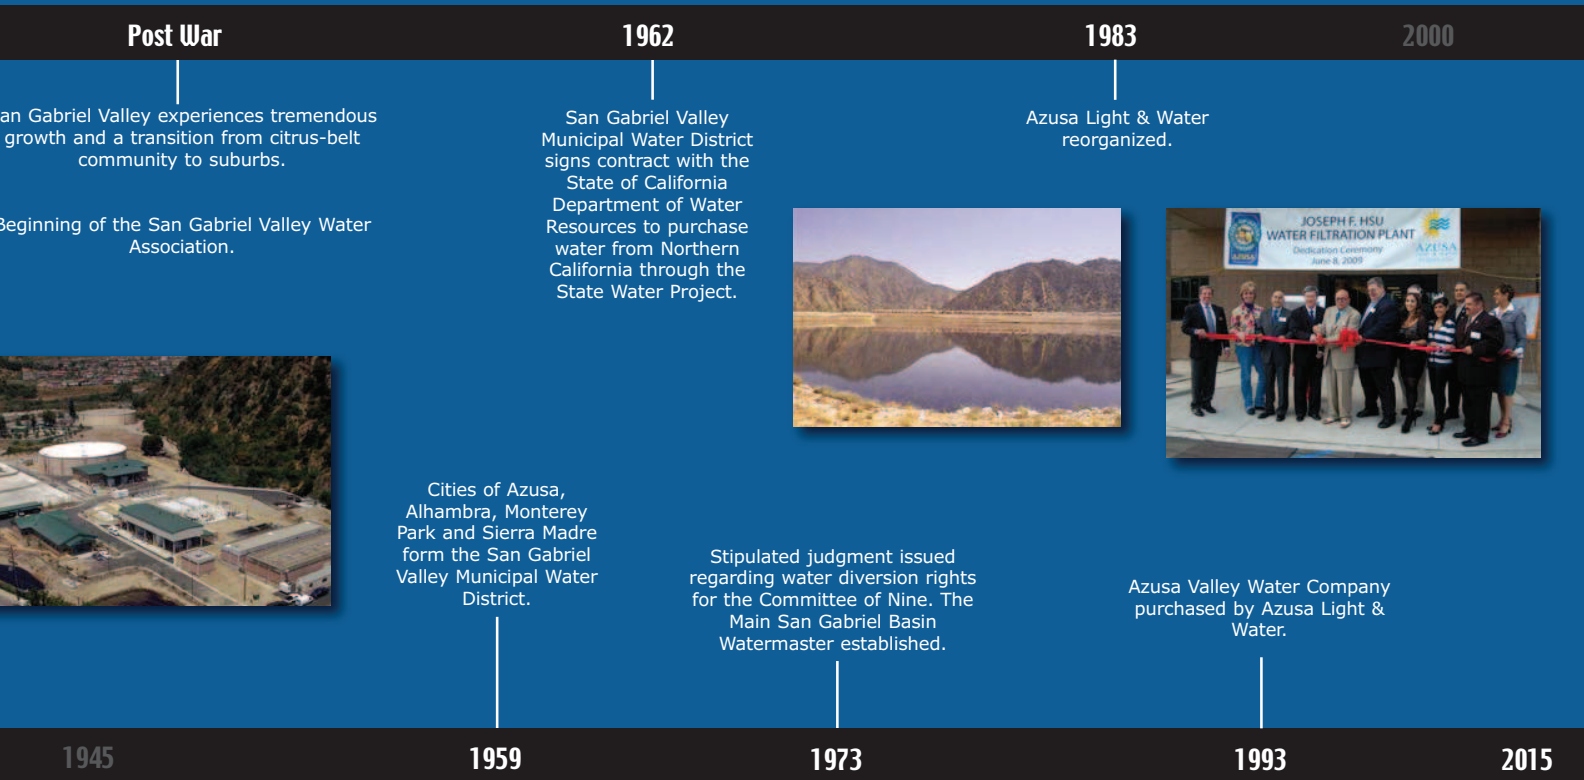 Post War
1962
1983
2000
an Gabriel Valley experiences tremendous
growth and a transition from citrus-belt
community to suburbs.
Beginning of the San Gabriel Valley Water
Association.
San Gabriel Valley
Municipal Water District
signs contract with the
State of California
Department of Water
Resources to purchase
water from Northern
California through the
State Water Project.
Azusa Light & Water
reorganized.
JOSEPH F. HSU
WATER FILTRATION PLANT
Dedication Ceremony
June 8, 2009
AZUSA
AZUSA
Cities of Azusa,
Alhambra, Monterey
Park and Sierra Madre
form the San Gabriel
Valley Municipal Water
District.
Stipulated judgment issued
regarding water diversion rights
for the Committee of Nine. The
Main San Gabriel Basin
Watermaster established.
Azusa Valley Water Company
purchased by Azusa Light &
Water.
1945
1959
1973
1993
2015